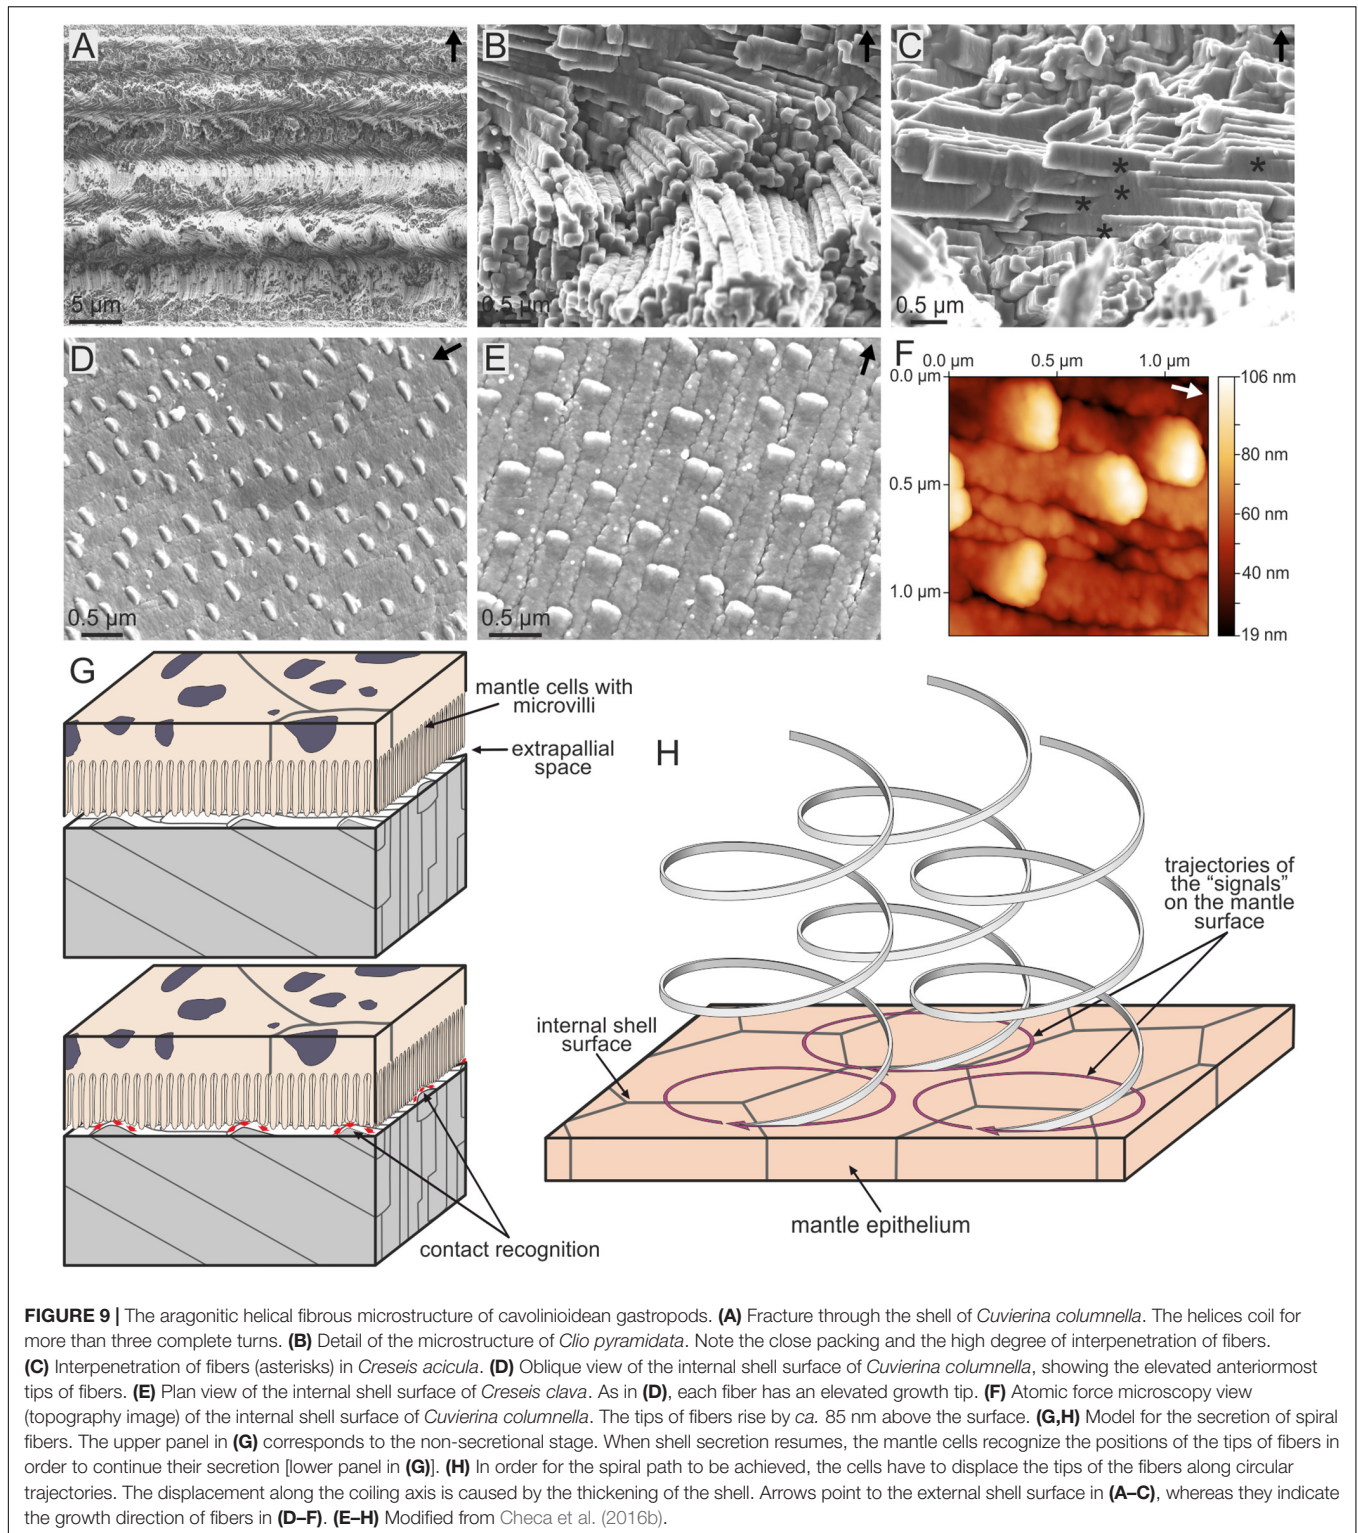 A
B
C
5 µm
0.5 µm
0.5 µm
D
E
F
0.0 µm 0.5 µm 1.0 µm
0.0 µm
0.5 µm
1.0 µm
106 nm
80 nm
60 nm
40 nm
19 nm
0.5 µm
0.5 µm
G
mantle cells with
microvilli
extrapallial
space
contact recognition
H
trajectories of
the “signals”
on the mantle
surface
internal shell
surface
mantle epithelium
FIGURE 9 | The aragonitic helical fibrous microstructure of cavolinioidean gastropods. (A) Fracture through the shell of Cuvierina columnella. The helices coil for
more than three complete turns. (B) Detail of the microstructure of Clio pyramidata. Note the close packing and the high degree of interpenetration of fibers.
(C) Interpenetration of fibers (asterisks) in Creseis acicula. (D) Oblique view of the internal shell surface of Cuvierina columnella, showing the elevated anteriormost
tips of fibers. (E) Plan view of the internal shell surface of Creseis clava. As in (D), each fiber has an elevated growth tip. (F) Atomic force microscopy view
(topography image) of the internal shell surface of Cuvierina columnella. The tips of fibers rise by ca. 85 nm above the surface. (G,H) Model for the secretion of spiral
fibers. The upper panel in (G) corresponds to the non-secretional stage. When shell secretion resumes, the mantle cells recognize the positions of the tips of fibers in
order to continue their secretion [lower panel in (G)]. (H) In order for the spiral path to be achieved, the cells have to displace the tips of the fibers along circular
trajectories. The displacement along the coiling axis is caused by the thickening of the shell. Arrows point to the external shell surface in (A–C), whereas they indicate
the growth direction of fibers in (D–F). (E–H) Modified from Checa et al. (2016b).